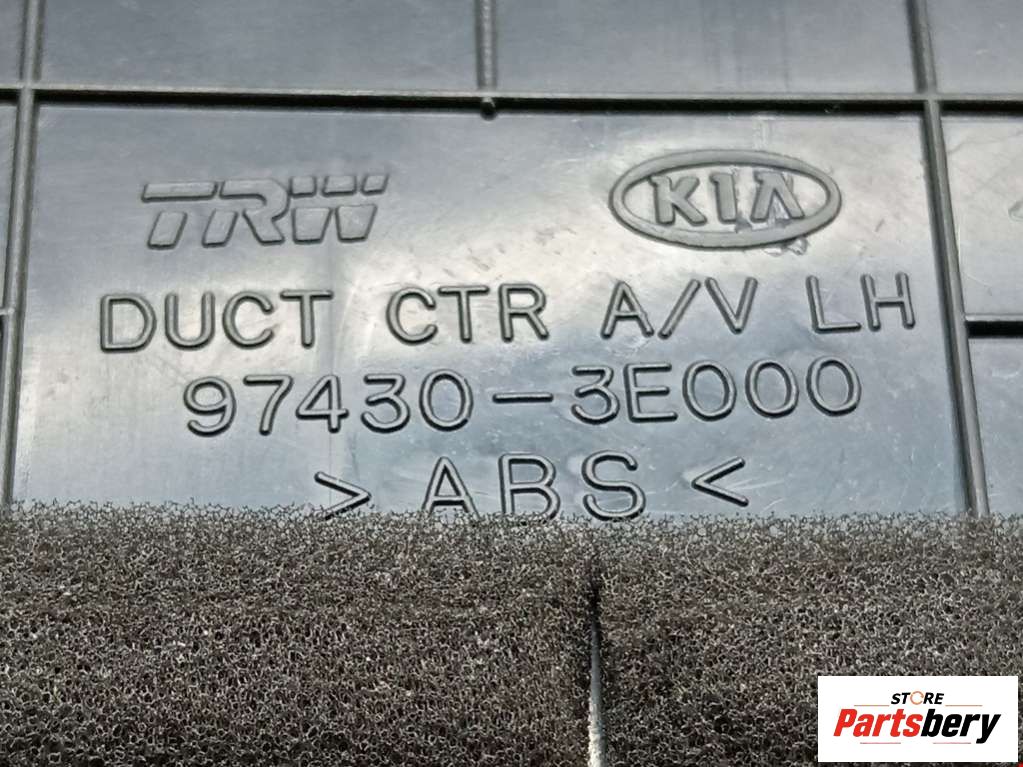 TRW KIA
DUCT CTR A/V LH
97430-3E000
>ABS<
STORE
Partsbery